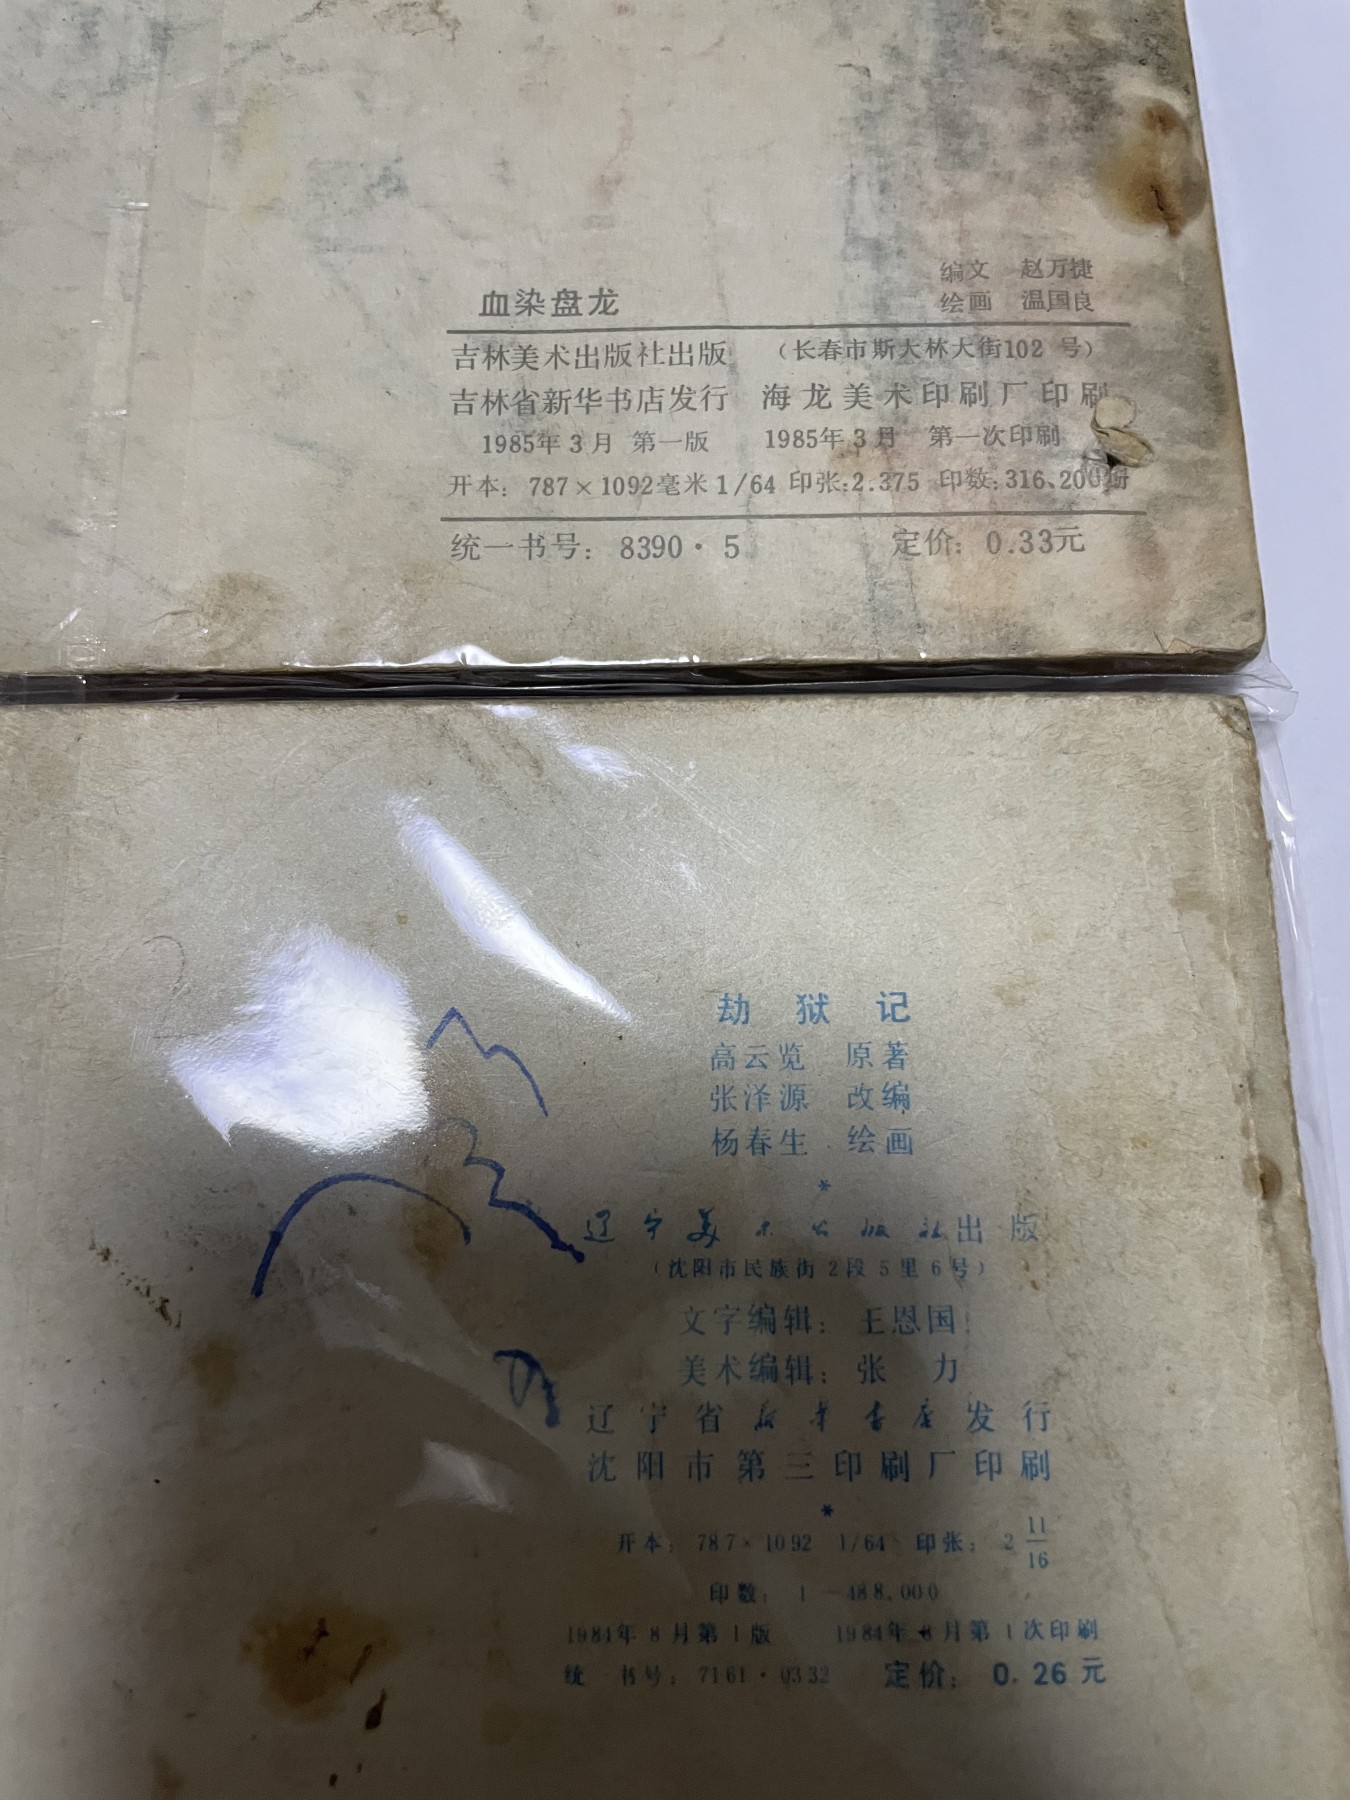 编文　赵万捷
血染盘龙
绘画　温国良
吉林美术出版社出版　（长春市斯大林大街102 号）
吉林省新华书店发行　海龙美术印刷厂印刷
1985年3月 第一版　1985年3月　第一次印刷
开本：787×1092毫米1/64 印张:2.375 印数:316,200册
统一书号：8390·5　定价：0.33元
劫狱记
高云览　原著
张泽源　改编
杨春生　绘画
*
辽宁美术出版社出版
（沈阳市民族街2段5里6号）
文字编辑：王恩国
美术编辑：张　力
辽宁省新华书店发行
沈阳市第三印刷厂印刷
*
开本：787×1092 1/64 印张：2 11/16
印数：1—488,000
1984年8月第1版　1984年8月第1次印刷
统一书号：7161·0332　定价：0.26元